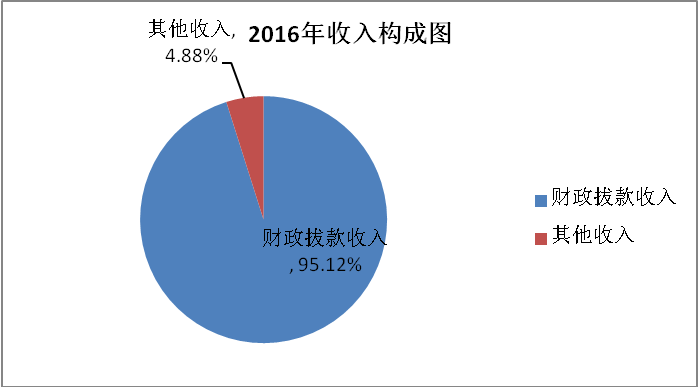 2016年收入构成图
其他收入,
4.88%
财政拨款收入
, 95.12%
财政拨款收入
其他收入